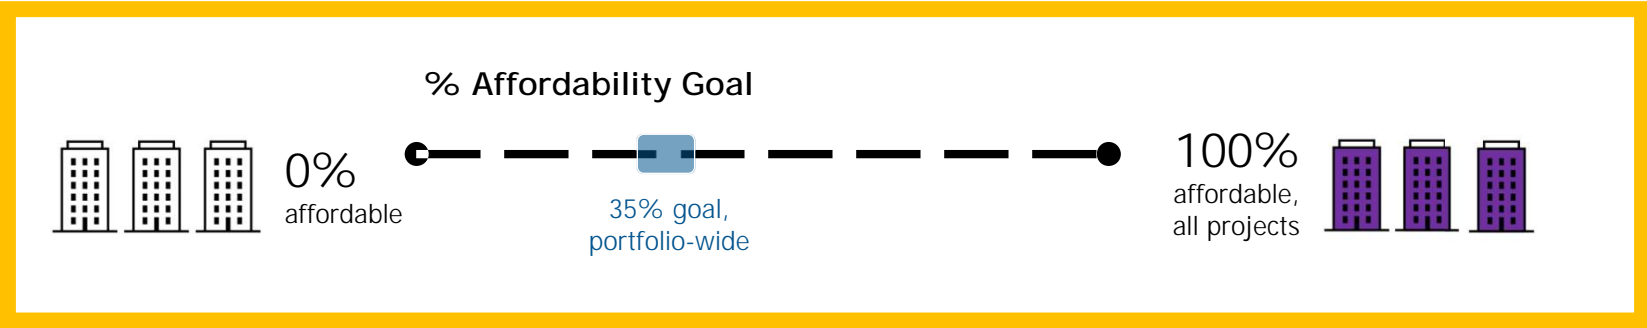 % Affordability Goal
0%
affordable
35% goal,
portfolio-wide
100%
affordable,
all projects